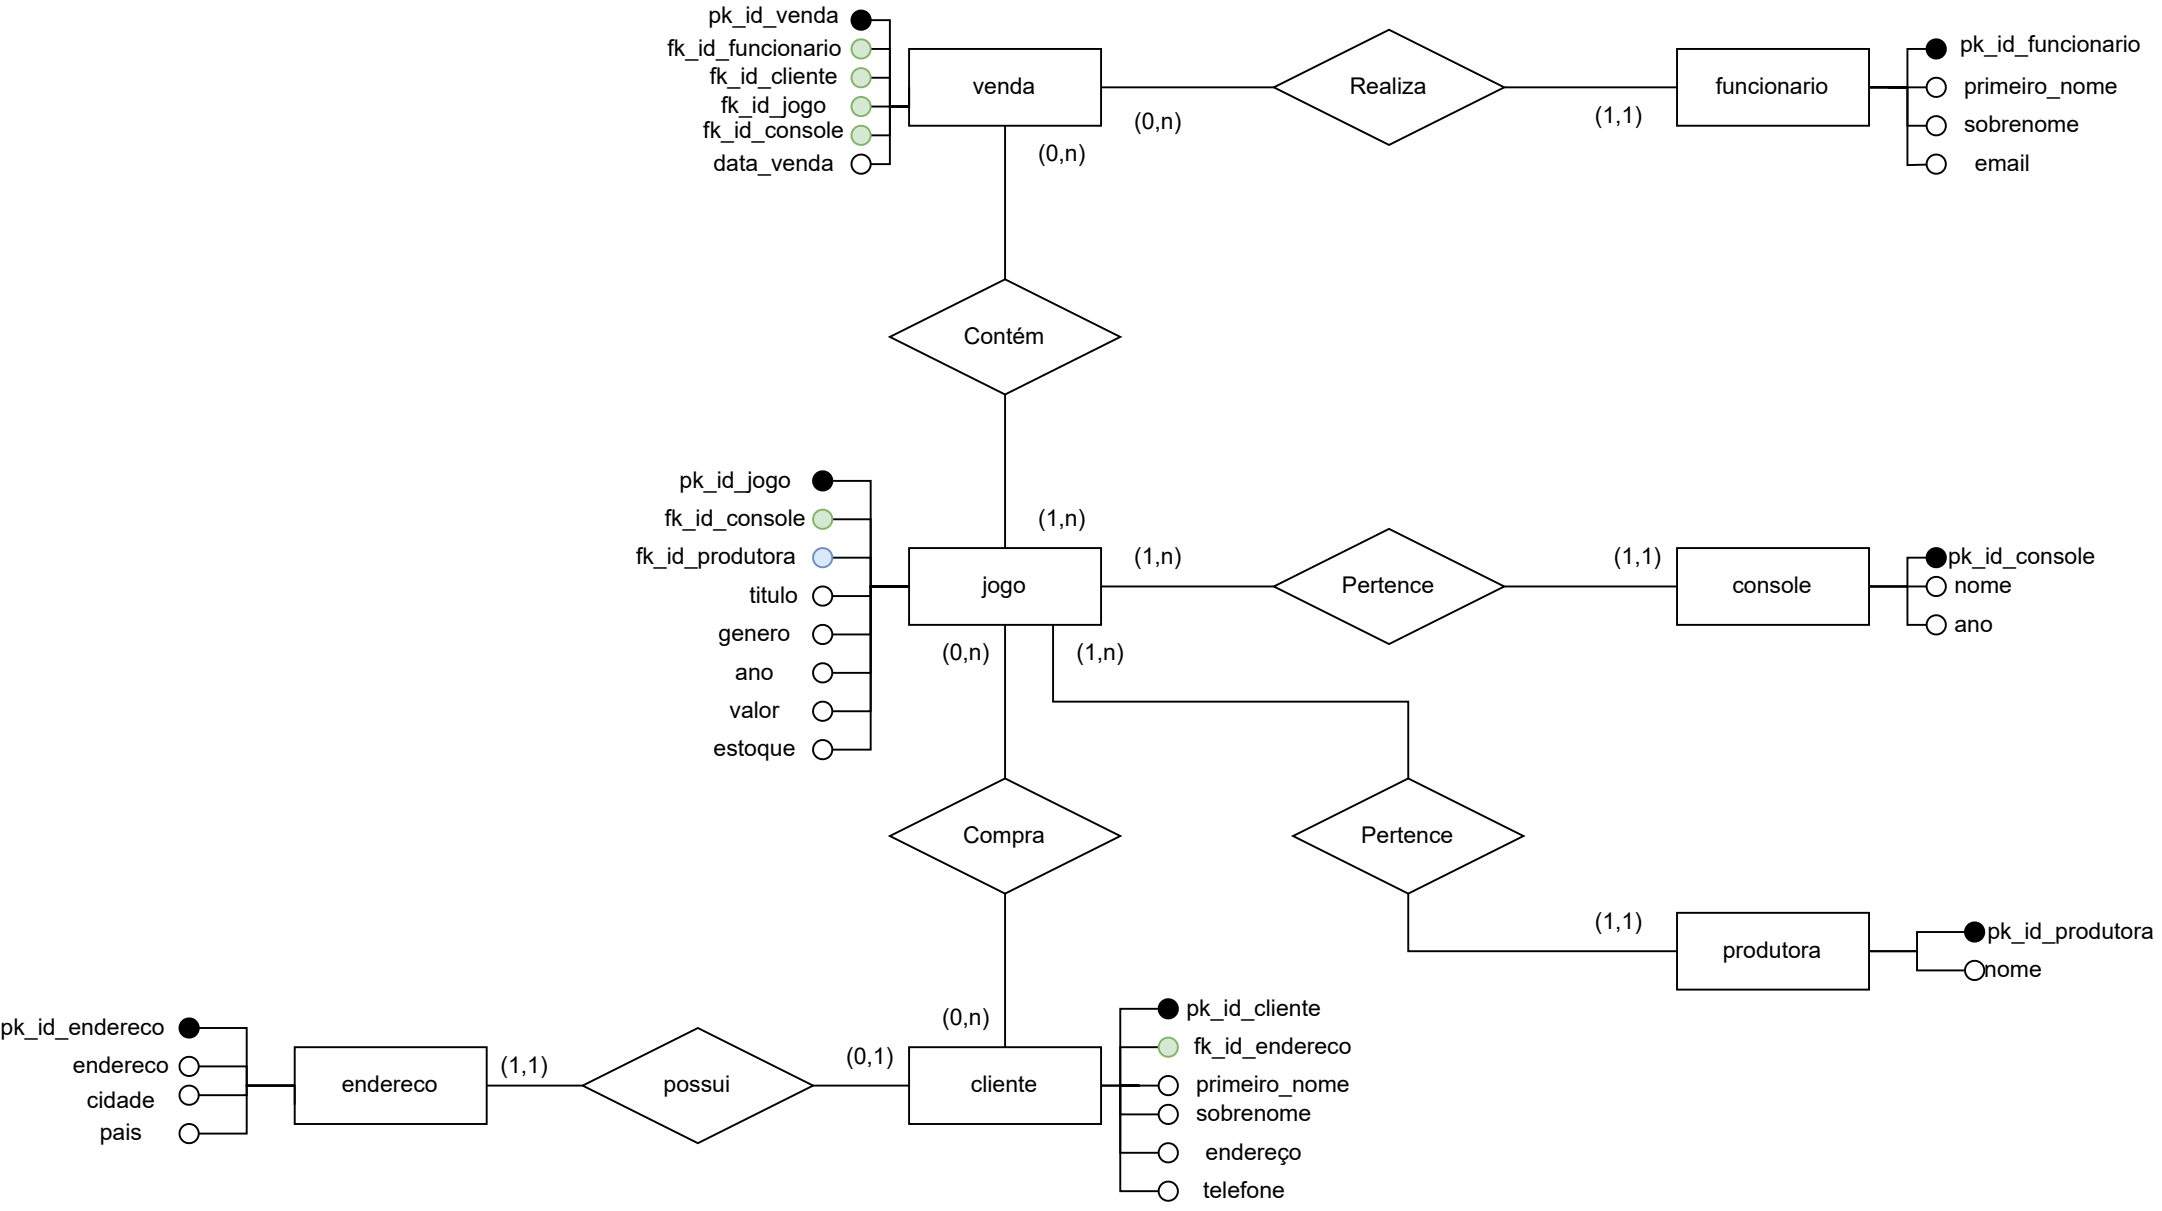 pk_id_venda
fk_id_funcionario
fk_id_cliente
fk_id_jogo
fk_id_console
data_venda
venda
(0,n)
(0,n)
Realiza
(1,1)
funcionario
pk_id_funcionario
primeiro_nome
sobrenome
email
Contém
pk_id_jogo
fk_id_console
fk_id_produtora
titulo
genero
ano
valor
estoque
(1,n)
jogo
(1,n)
(0,n)
(1,n)
Pertence
(1,1)
console
pk_id_console
nome
ano
Compra
Pertence
(1,1)
produtora
pk_id_produtora
nome
pk_id_endereco
endereco
cidade
pais
endereco
(1,1)
possui
(0,1)
(0,n)
cliente
pk_id_cliente
fk_id_endereco
primeiro_nome
sobrenome
endereço
telefone